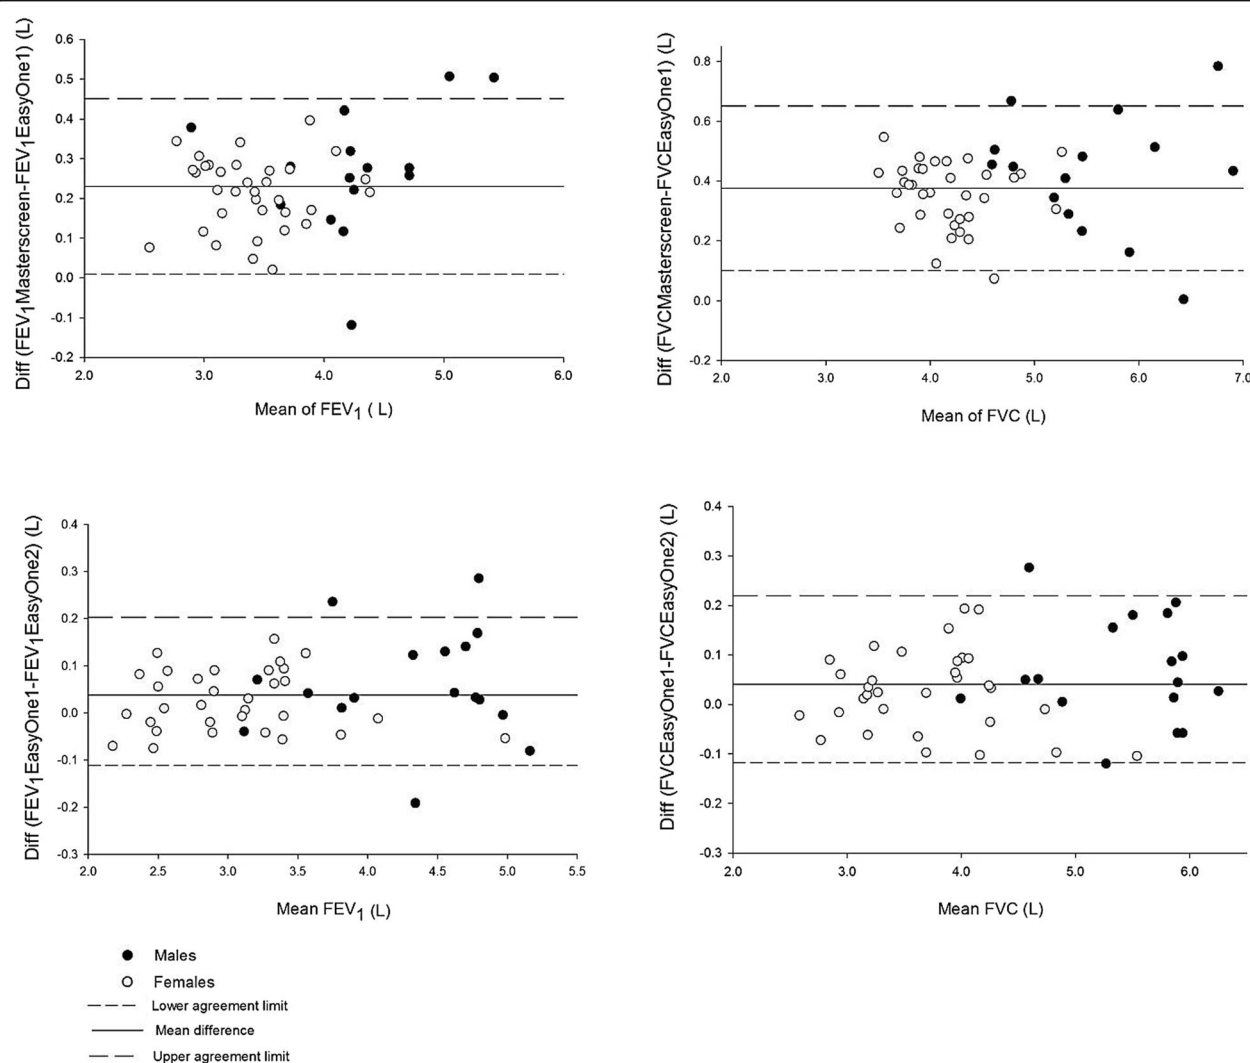 Diff (FEV1Masterscreen-FEV1EasyOne1) (L)
0.6
0.5
0.4
0.3
0.2
0.1
0.0
-0.1
-0.2
2.0 3.0 4.0 5.0 6.0
Mean of FEV1 ( L)
Diff (FVCMasterscreen-FVCEasyOne1) (L)
0.8
0.6
0.4
0.2
0.0
-0.2
2.0 3.0 4.0 5.0 6.0 7.0
Mean of FVC (L)
Diff (FEV1EasyOne1-FEV1EasyOne2) (L)
0.4
0.3
0.2
0.1
0.0
-0.1
-0.2
-0.3
2.0 2.5 3.0 3.5 4.0 4.5 5.0 5.5
Mean FEV1 (L)
Diff (FVCEasyOne1-FVCEasyOne2) (L)
0.4
0.3
0.2
0.1
0.0
-0.1
-0.2
-0.3
2.0 3.0 4.0 5.0 6.0
Mean FVC (L)
Males
Females
Lower agreement limit
Mean difference
Upper agreement limit